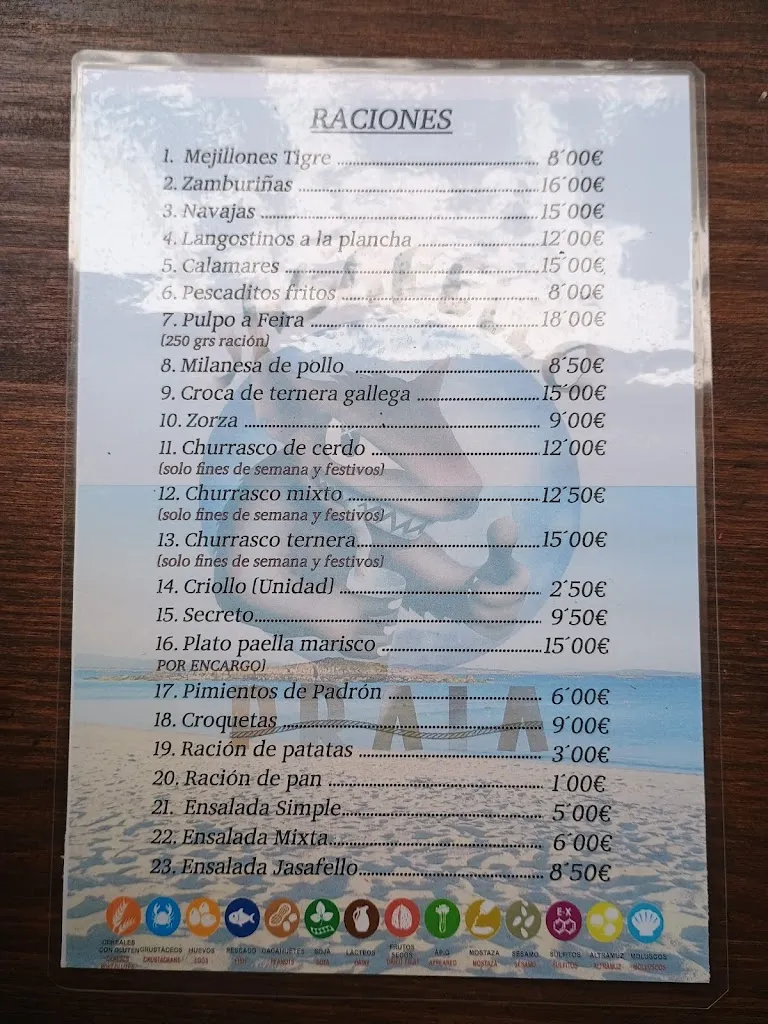 RACIONES
1. Mejillones Tigre ........ 8´00€
2. Zamburiñas ........ 16´00€
3. Navajas ........ 15´00€
4. Langostinos a la plancha ........ 12´00€
5. Calamares ........ 15´00€
6. Pescaditos fritos ........ 8´00€
7. Pulpo a Feira ........ 18´00€
(250 grs ración)
8. Milanesa de pollo ........ 8´50€
9. Croca de ternera gallega ........ 15´00€
10. Zorza ........ 9´00€
11. Churrasco de cerdo ........ 12´00€
(solo fines de semana y festivos)
12. Churrasco mixto ........ 12´50€
(solo fines de semana y festivos)
13. Churrasco ternera ........ 15´00€
(solo fines de semana y festivos)
14. Criollo (Unidad) ........ 2´50€
15. Secreto ........ 9´50€
16. Plato paella marisco ........ 15´00€
POR ENCARGO)
17. Pimientos de Padrón ........ 6´00€
18. Croquetas ........ 9´00€
PRAIA
19. Ración de patatas ........ 3´00€
20. Ración de pan ........ 1´00€
21. Ensalada Simple ........ 5´00€
22. Ensalada Mixta ........ 6´00€
23. Ensalada Jasafello ........ 8´50€
E-X
CEREALES CON GLUTEN CRUSTÁCEOS HUEVOS PESCADO CACAHUETES SOJA LÁCTEOS FRUTOS SECOS APIO MOSTAZA SÉSAMO SULFITOS ALTRAMUZ MOLUSCOS